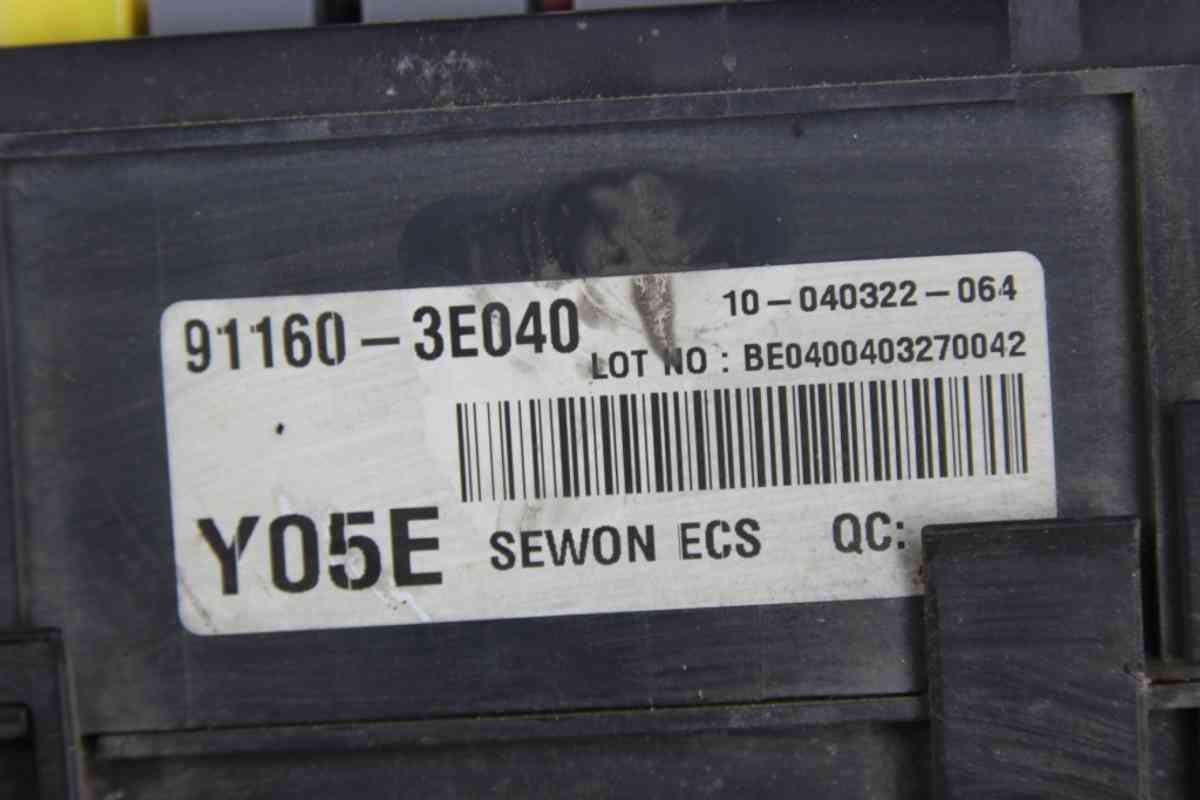 91160-3E040
10-040322-064
LOT NO : BE0400403270042
Y05E
SEWON ECS
QC: